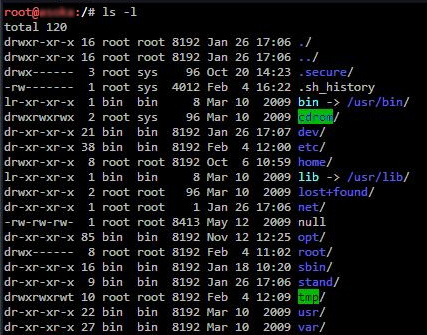 root@:/# ls -l
total 120
drwxr-xr-x 16 root root 8192 Jan 26 17:06 ./
drwxr-xr-x 16 root root 8192 Jan 26 17:06 ../
drwx------ 3 root sys 96 Oct 20 14:23 .secure/
-rw------- 1 root sys 4012 Feb 4 16:22 .sh_history
lr-xr-xr-x 1 bin bin 8 Mar 10 2009 bin -> /usr/bin/
drwxrwxrwx 2 root sys 96 Mar 10 2009 cdrom/
dr-xr-xr-x 21 bin bin 8192 Jan 26 17:07 dev/
dr-xr-xr-x 38 bin bin 8192 Feb 4 12:00 etc/
drwxr-xr-x 8 root root 8192 Oct 6 10:59 home/
lr-xr-xr-x 1 bin bin 8 Mar 10 2009 lib -> /usr/lib/
drwxr-xr-x 2 root root 96 Mar 10 2009 lost+found/
dr-xr-xr-x 1 root root 1 Jan 26 17:06 net/
-rw-rw-rw- 1 root root 8413 May 12 2009 null
dr-xr-xr-x 85 bin bin 8192 Nov 12 12:25 opt/
drwx------ 8 root root 8192 Feb 4 11:02 root/
dr-xr-xr-x 16 bin bin 8192 Jan 18 10:20 sbin/
dr-xr-xr-x 9 bin bin 8192 Jan 26 17:06 stand/
drwxrwxrwt 10 root root 8192 Feb 4 12:09 tmp/
dr-xr-xr-x 22 bin bin 8192 Mar 10 2009 usr/
dr-xr-xr-x 27 bin bin 8192 Mar 10 2009 var/